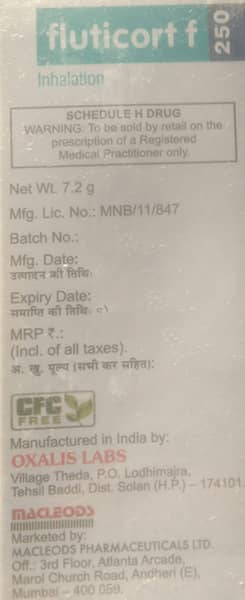 fluticort f
250
Inhalation
SCHEDULE H DRUG
WARNING: To be sold by retail on the
prescription of a Registered
Medical Practitioner only.
Net Wt. 7.2 g
Mfg. Lic. No.: MNB/11/847
Batch No.:
Mfg. Date:
उत्पादन की तिथि:
Expiry Date:
समाप्ति की तिथि:
MRP ₹.:
(Incl. of all taxes).
अ. खु. मूल्य (सभी कर सहित):
CFC
FREE
Manufactured in India by:
OXALIS LABS
Village Theda, P.O. Lodhimajra,
Tehsil Baddi, Dist. Solan (H.P.) – 174101.
MACLEODS
Marketed by:
MACLEODS PHARMACEUTICALS LTD.
Off.: 3rd Floor, Atlanta Arcade,
Marol Church Road, Andheri (E),
Mumbai – 400 059.